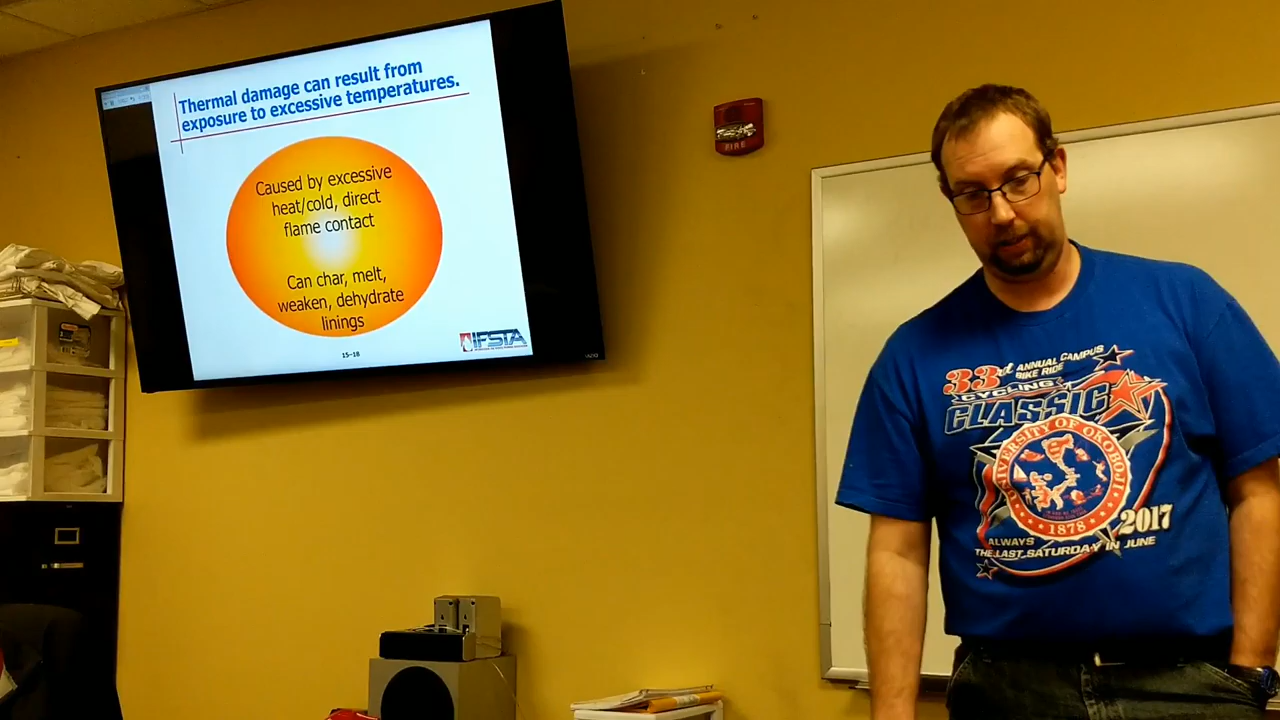 Thermal damage can result from
exposure to excessive temperatures.
Caused by excessive
heat/cold, direct
flame contact
Can char, melt,
weaken, dehydrate
linings
15-18
IFSTA
VIZIO
FIRE
33rd ANNUAL CAMPUS
BIKE RIDE
CYCLING
CLASSIC
UNIVERSITY OF OKOBOJI
1878
2017
ALWAYS
THE LAST SATURDAY IN JUNE